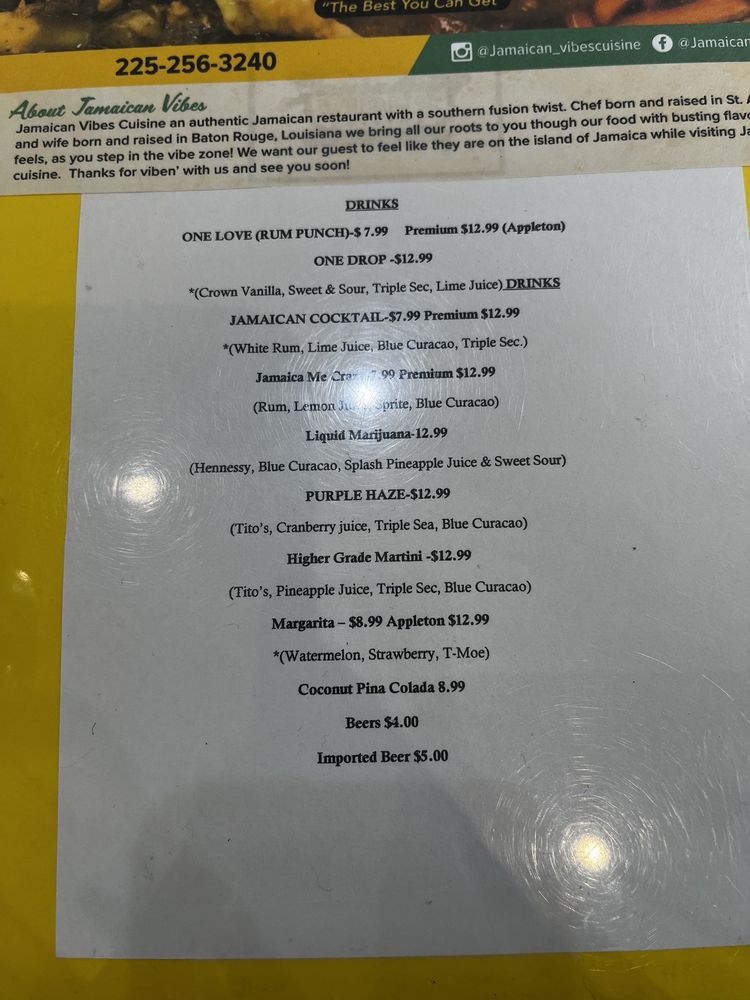 "The Best You Can Get
225-256-3240
@Jamaican_vibescuisine @Jamaican
About Jamaican Vibes
Jamaican Vibes Cuisine an authentic Jamaican restaurant with a southern fusion twist. Chef born and raised in St.
and wife born and raised in Baton Rouge, Louisiana we bring all our roots to you though our food with busting
feels, as you step in the vibe zone! We want our guest to feel like they are on the island of Jamaica while visiting
cuisine. Thanks for viben' with us and see you soon!
DRINKS
ONE LOVE (RUM PUNCH)-$ 7.99 Premium $12.99 (Appleton)
ONE DROP -$12.99
*(Crown Vanilla, Sweet & Sour, Triple Sec, Lime Juice) DRINKS
JAMAICAN COCKTAIL-$7.99 Premium $12.99
*(White Rum, Lime Juice, Blue Curacao, Triple Sec.)
Jamaica Me .99 Premium $12.99
(Rum, Lemon Sprite, Blue Curacao)
Liquid Marijuana-12.99
(Hennessy, Blue Curacao, Splash Pineapple Juice & Sweet Sour)
PURPLE HAZE-$12.99
(Tito's, Cranberry juice, Triple Sea, Blue Curacao)
Higher Grade Martini -$12.99
(Tito's, Pineapple Juice, Triple Sec, Blue Curacao)
Margarita – $8.99 Appleton $12.99
*(Watermelon, Strawberry, T-Moe)
Coconut Pina Colada 8.99
Beers $4.00
Imported Beer $5.00